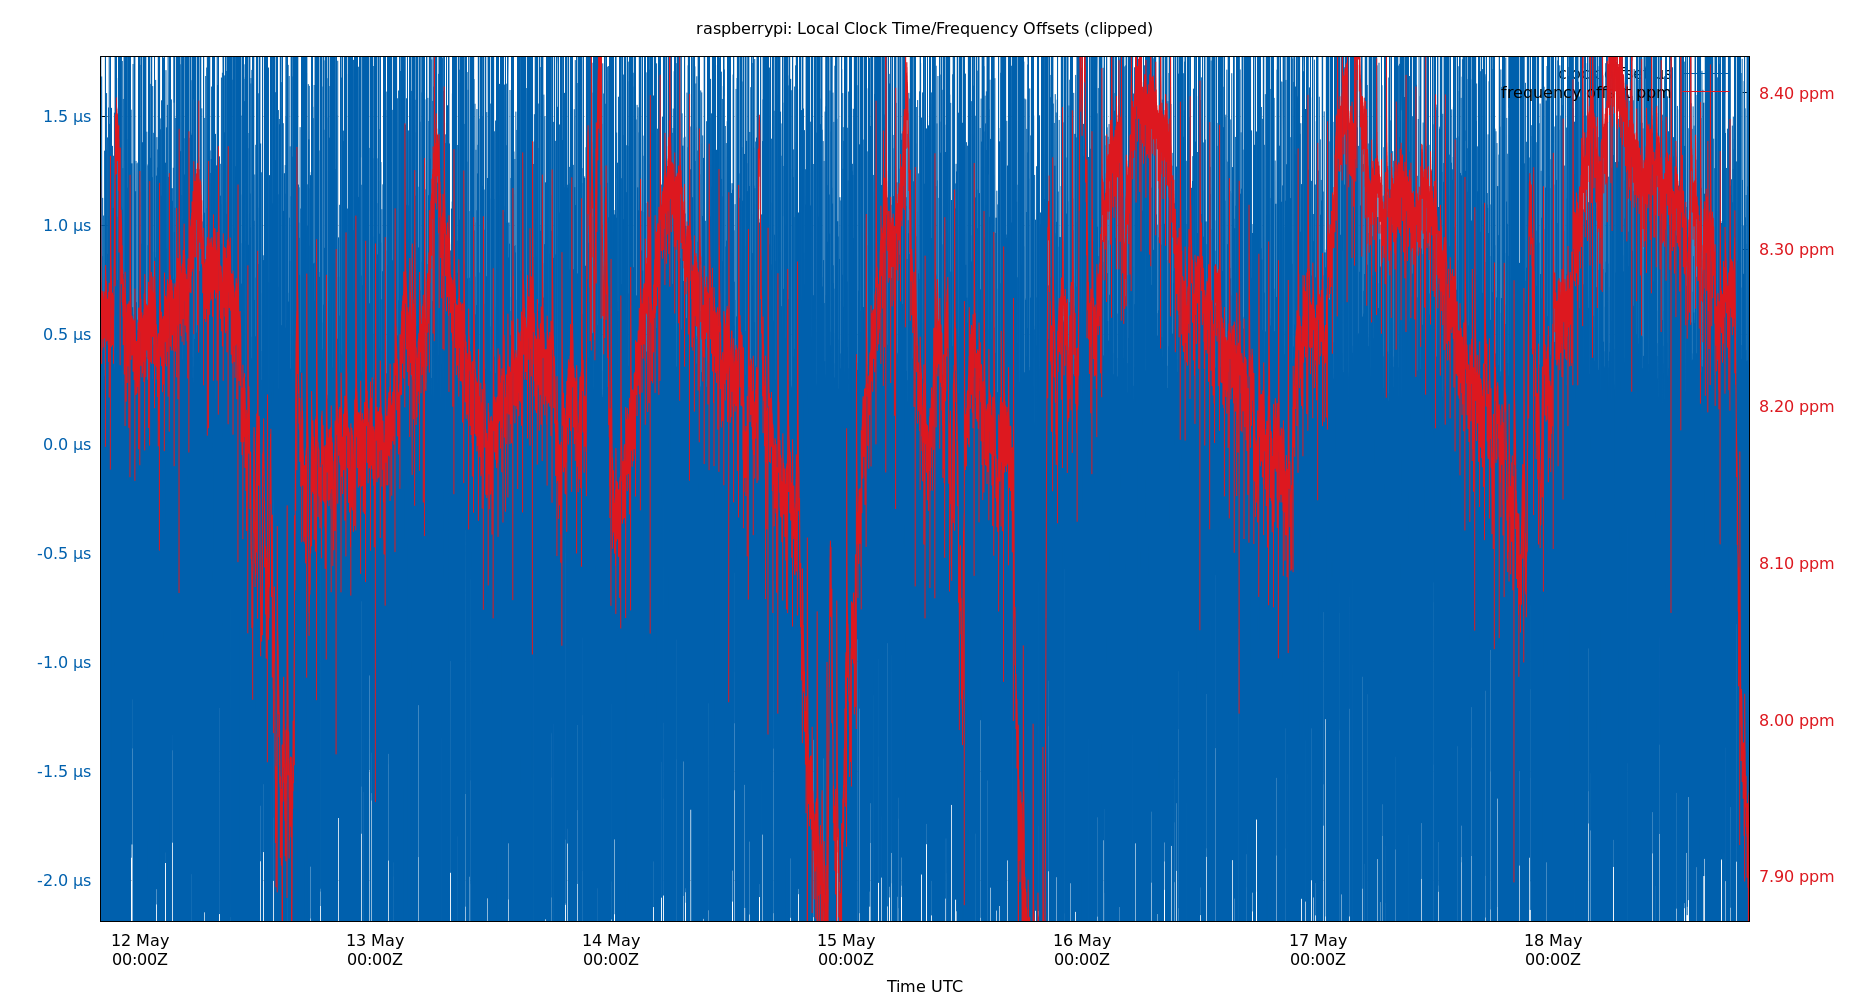 raspberrypi: Local Clock Time/Frequency Offsets (clipped)
clock offset μs
frequency offset ppm
1.5 μs
1.0 μs
0.5 μs
0.0 μs
-0.5 μs
-1.0 μs
-1.5 μs
-2.0 μs
8.40 ppm
8.30 ppm
8.20 ppm
8.10 ppm
8.00 ppm
7.90 ppm
12 May 13 May 14 May 15 May 16 May 17 May 18 May
00:00Z 00:00Z 00:00Z 00:00Z 00:00Z 00:00Z 00:00Z
Time UTC